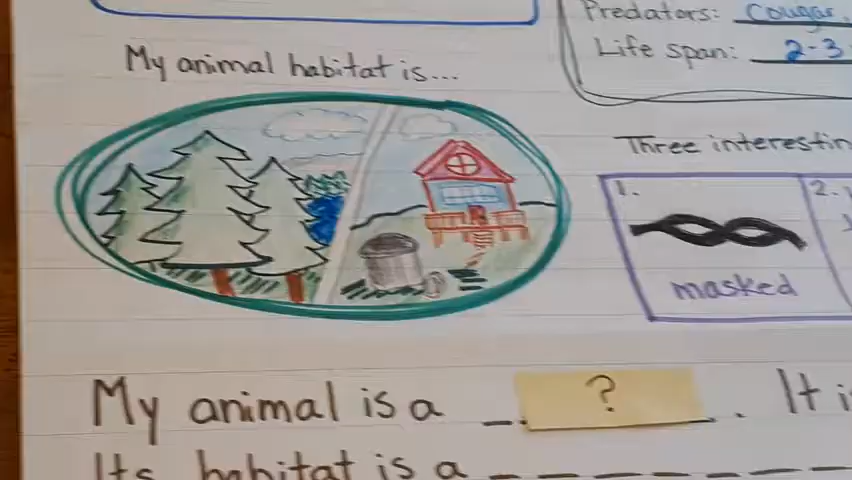 Predators: Cougar,
Life span: 2-3
My animal habitat is...
Three interestin
1.
2.
masked
My animal is a _ ? _. It i
Its habitat is a